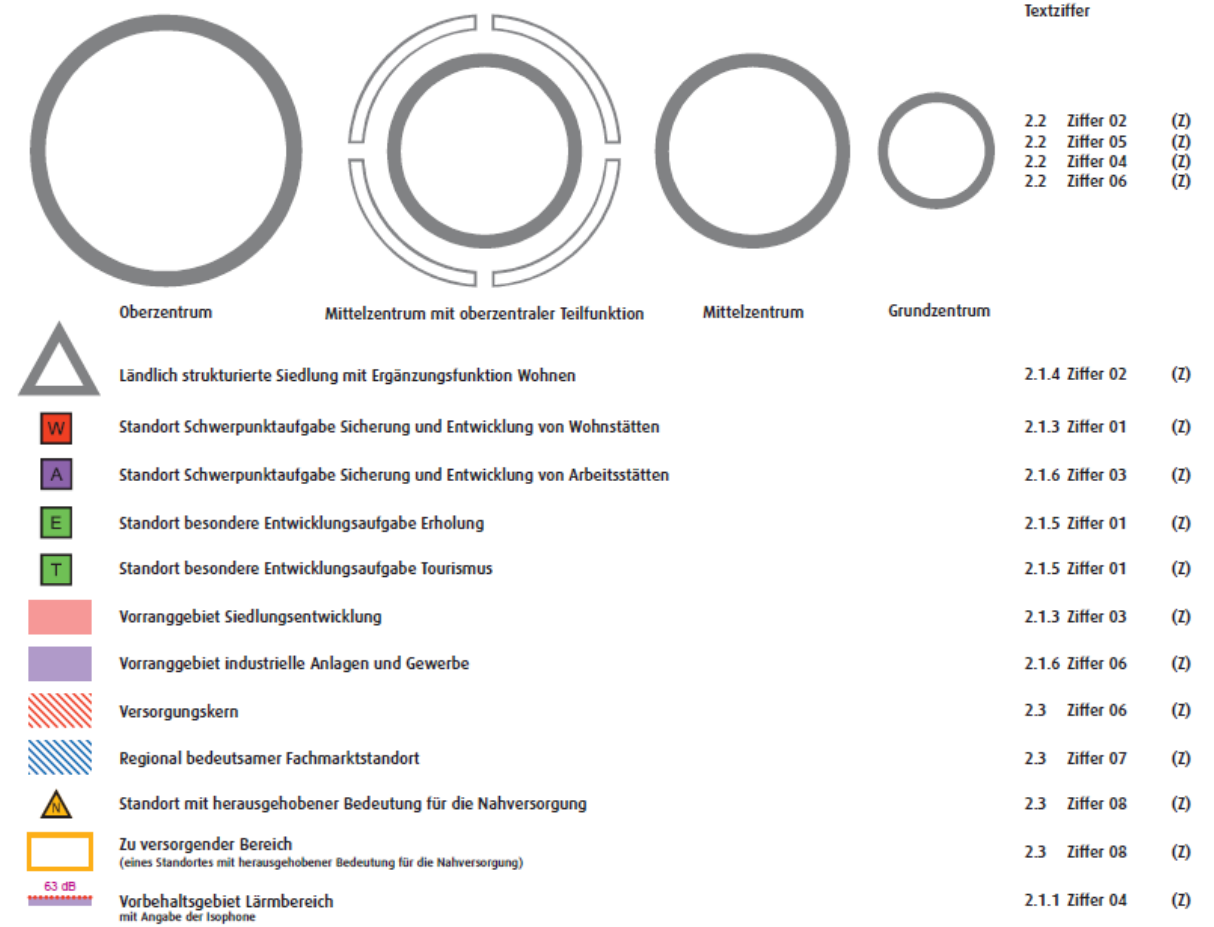 Textziffer
2.2 Ziffer 02 (Z)
2.2 Ziffer 05 (Z)
2.2 Ziffer 04 (Z)
2.2 Ziffer 06 (Z)
Oberzentrum Mittelzentrum mit oberzentraler Teilfunktion Mittelzentrum Grundzentrum
Ländlich strukturierte Siedlung mit Ergänzungsfunktion Wohnen 2.1.4 Ziffer 02 (Z)
W Standort Schwerpunktaufgabe Sicherung und Entwicklung von Wohnstätten 2.1.3 Ziffer 01 (Z)
A Standort Schwerpunktaufgabe Sicherung und Entwicklung von Arbeitsstätten 2.1.6 Ziffer 03 (Z)
E Standort besondere Entwicklungsaufgabe Erholung 2.1.5 Ziffer 01 (Z)
T Standort besondere Entwicklungsaufgabe Tourismus 2.1.5 Ziffer 01 (Z)
Vorranggebiet Siedlungsentwicklung 2.1.3 Ziffer 03 (Z)
Vorranggebiet industrielle Anlagen und Gewerbe 2.1.6 Ziffer 06 (Z)
Versorgungskern 2.3 Ziffer 06 (Z)
Regional bedeutsamer Fachmarktstandort 2.3 Ziffer 07 (Z)
N Standort mit herausgehobener Bedeutung für die Nahversorgung 2.3 Ziffer 08 (Z)
Zu versorgender Bereich 2.3 Ziffer 08 (Z)
(eines Standortes mit herausgehobener Bedeutung für die Nahversorgung)
63 dB
Vorbehaltsgebiet Lärmbereich 2.1.1 Ziffer 04 (Z)
mit Angabe der Isophone